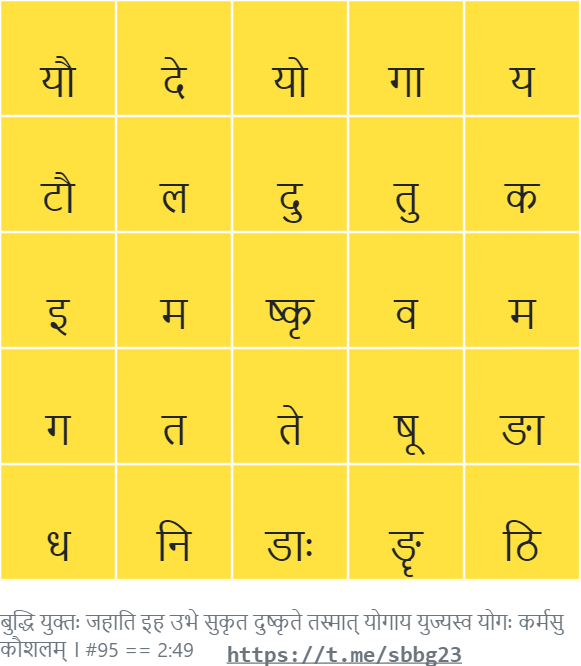 यौ दे यो गा य
टौ ल दु तु क
इ म ष्कृ व म
ग त ते षू ङा
ध नि डाः ङॄ ठि
बुद्धि युक्तः जहाति इह उभे सुकृत दुष्कृते तस्मात् योगाय युज्यस्व योगः कर्मसु
कौशलम् । #95 == 2:49 https://t.me/sbbg23